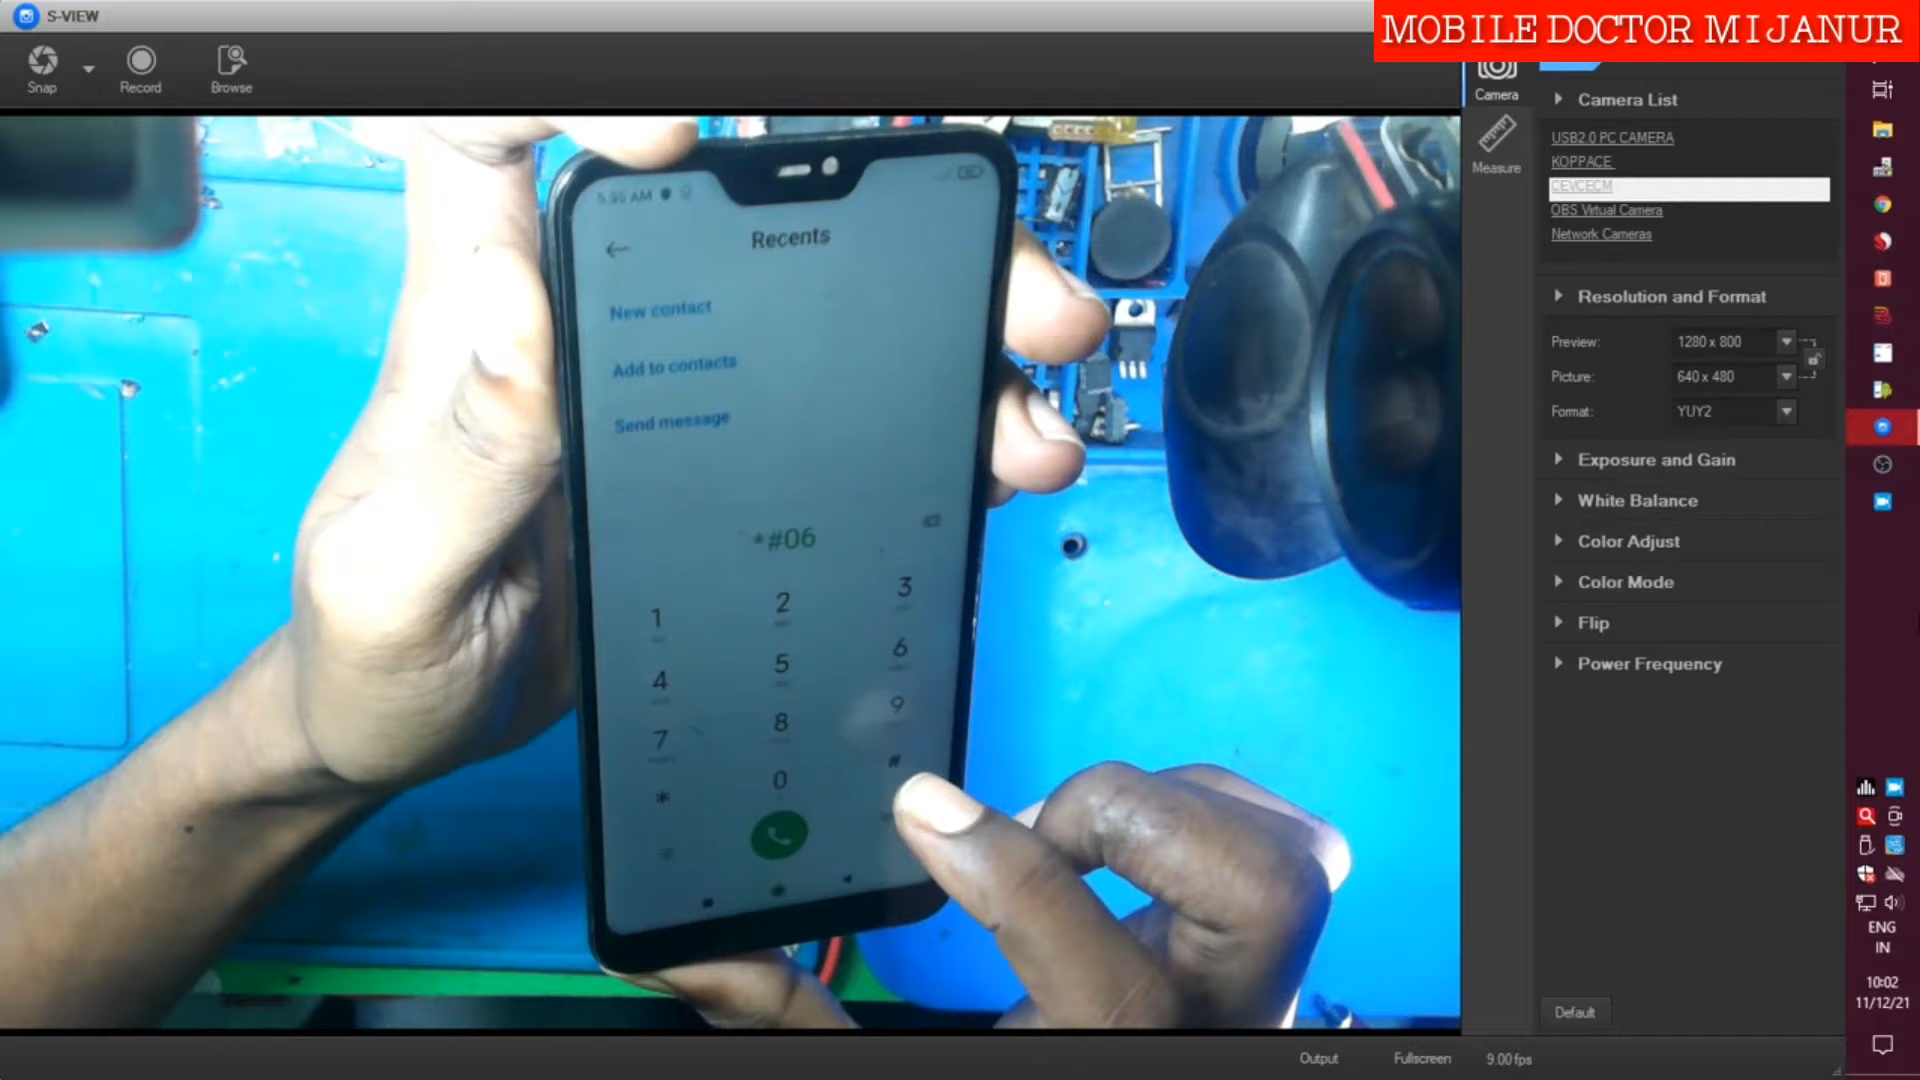 S-VIEW
MOBILE DOCTOR MIJANUR
Snap
Record
Browse
Camera
Measure
Camera List
USB2.0 PC CAMERA
KOPPACE
CEVCECM
OBS Virtual Camera
Network Cameras
Resolution and Format
Preview: 1280 x 800
Picture: 640 x 480
Format: YUY2
Exposure and Gain
White Balance
Color Adjust
Color Mode
Flip
Power Frequency
Default
Output
Fullscreen
9.00 fps
AM
Recents
New contact
Add to contacts
Send message
*#06
1 2 3
4 5 6
7 8 9
* 0 #
ENG
IN
10:02
11/12/21